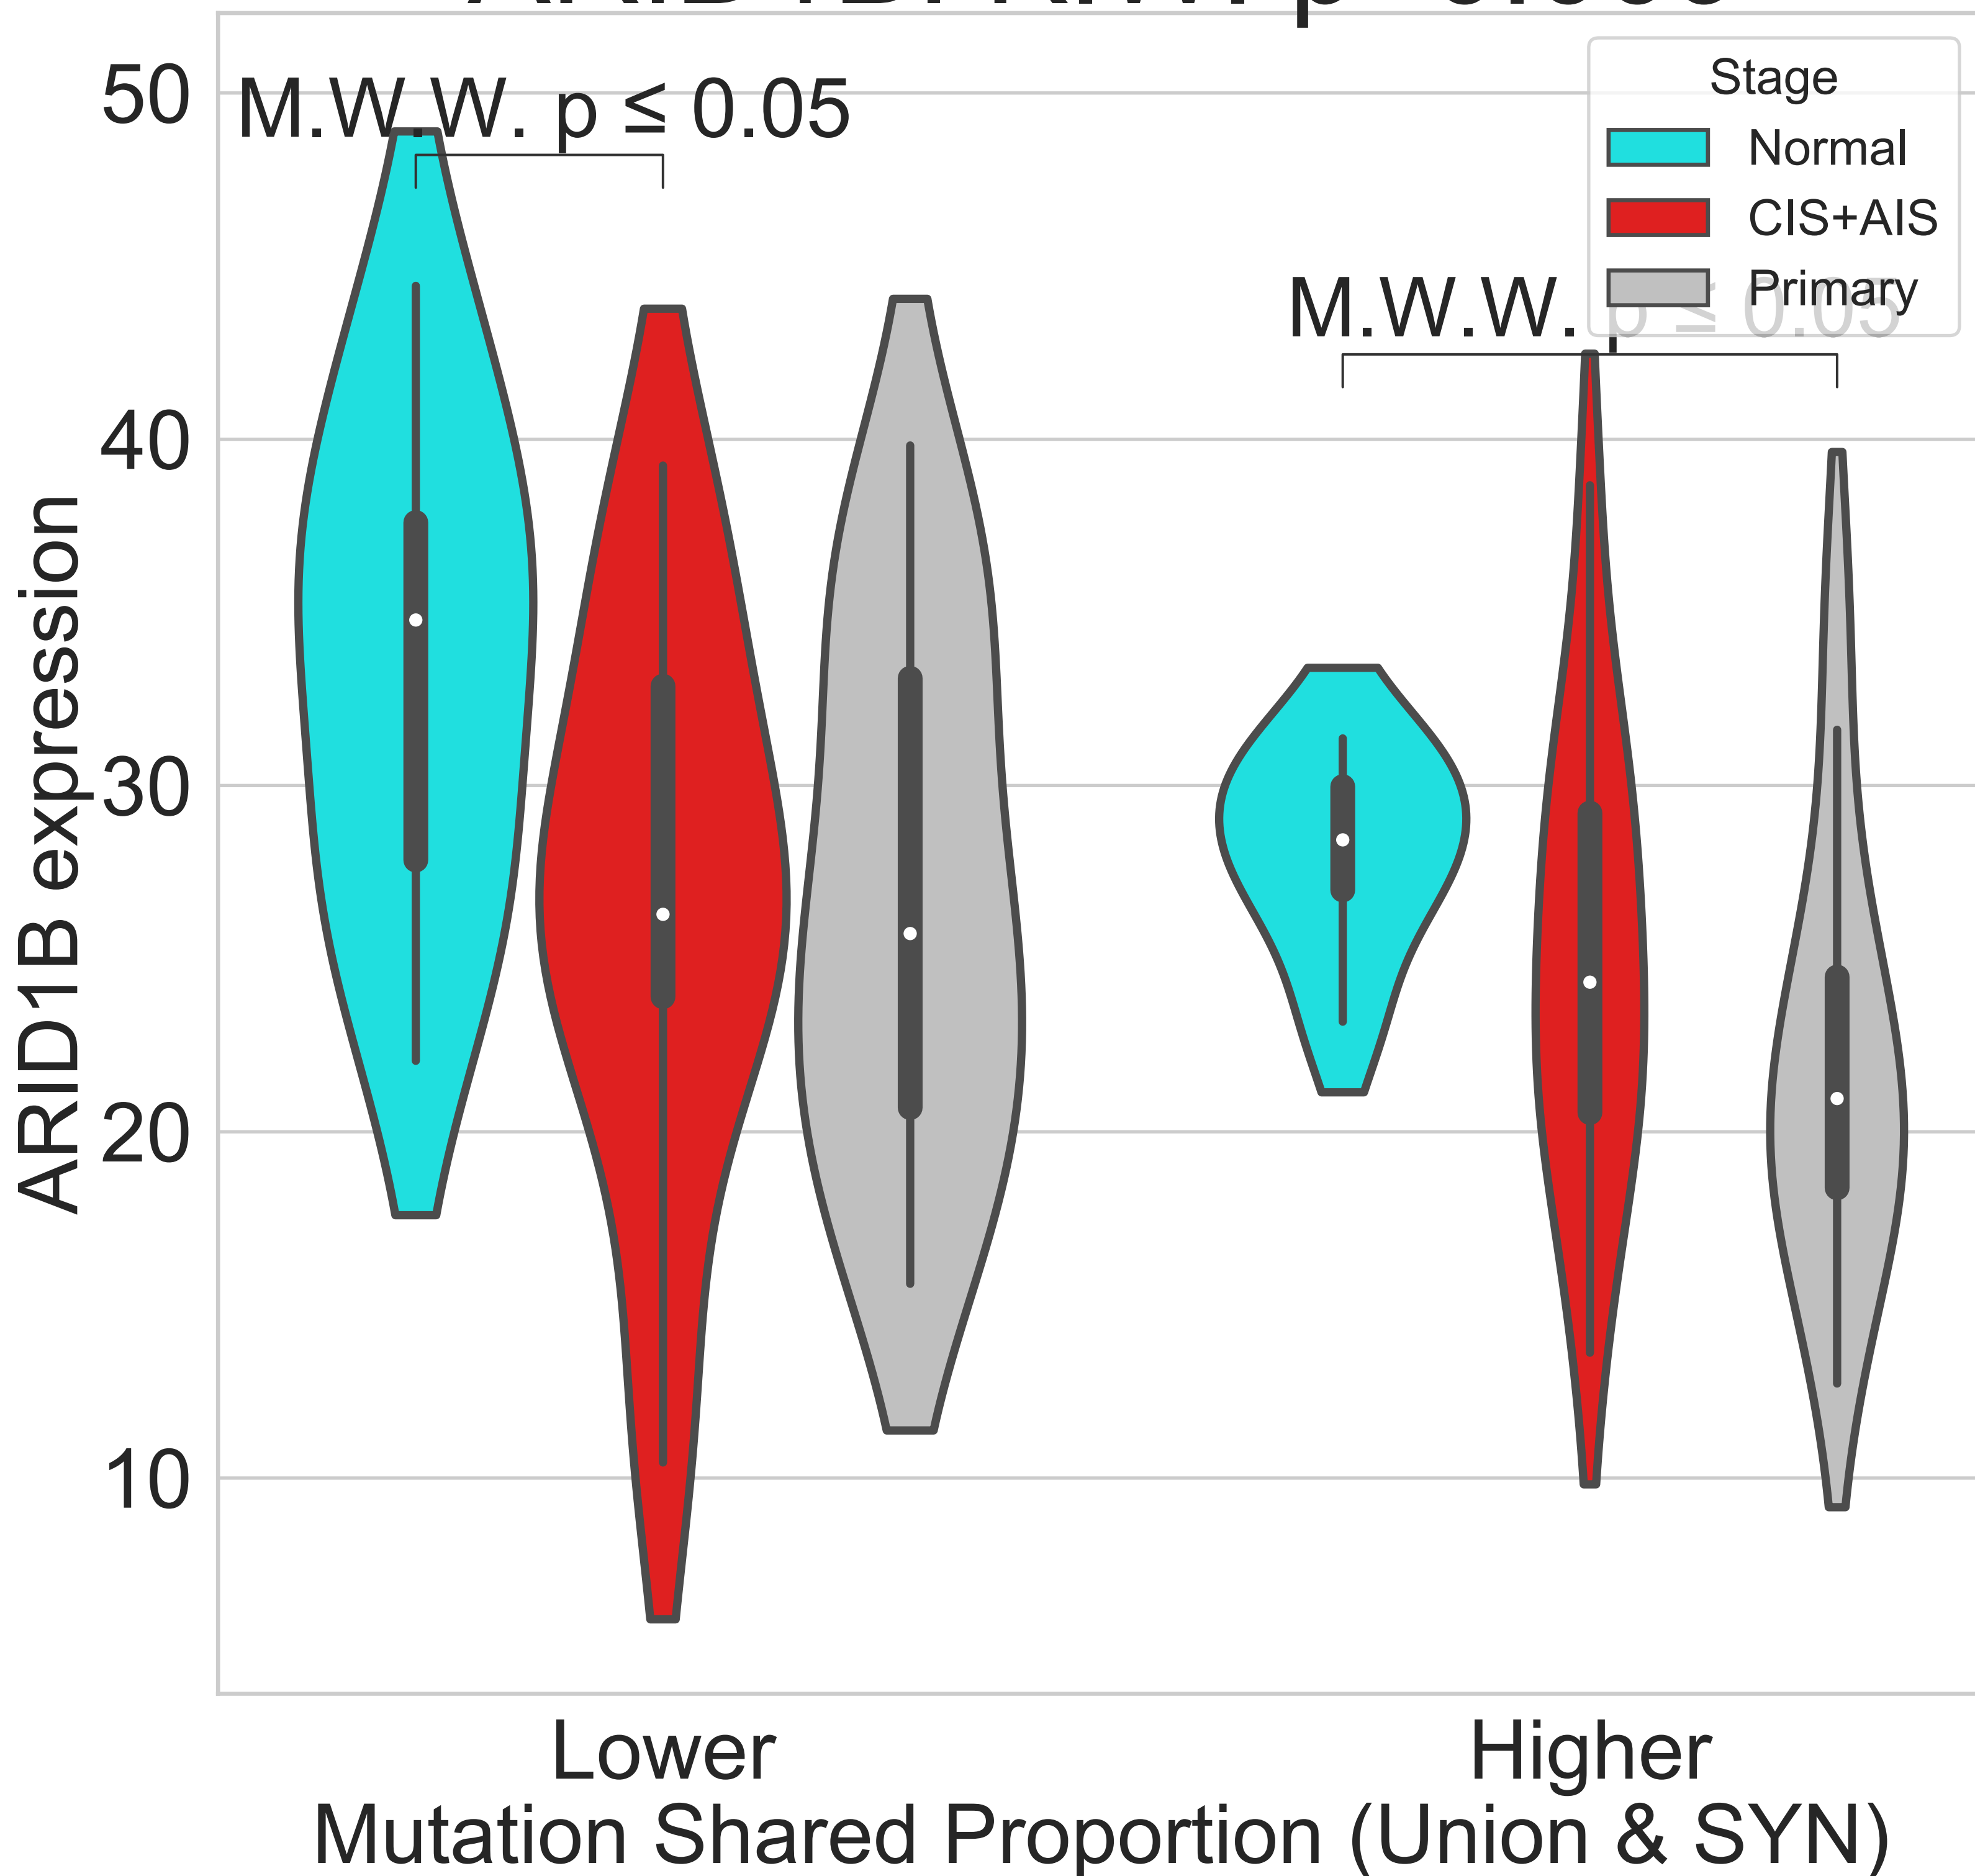 50
M.W.W. p ≤ 0.05
Stage
Normal
CIS+AIS
Primary
M.W.W. p ≤ 0.05
40
30
20
10
ARID1B expression
Lower
Higher
Mutation Shared Proportion (Union & SYN)